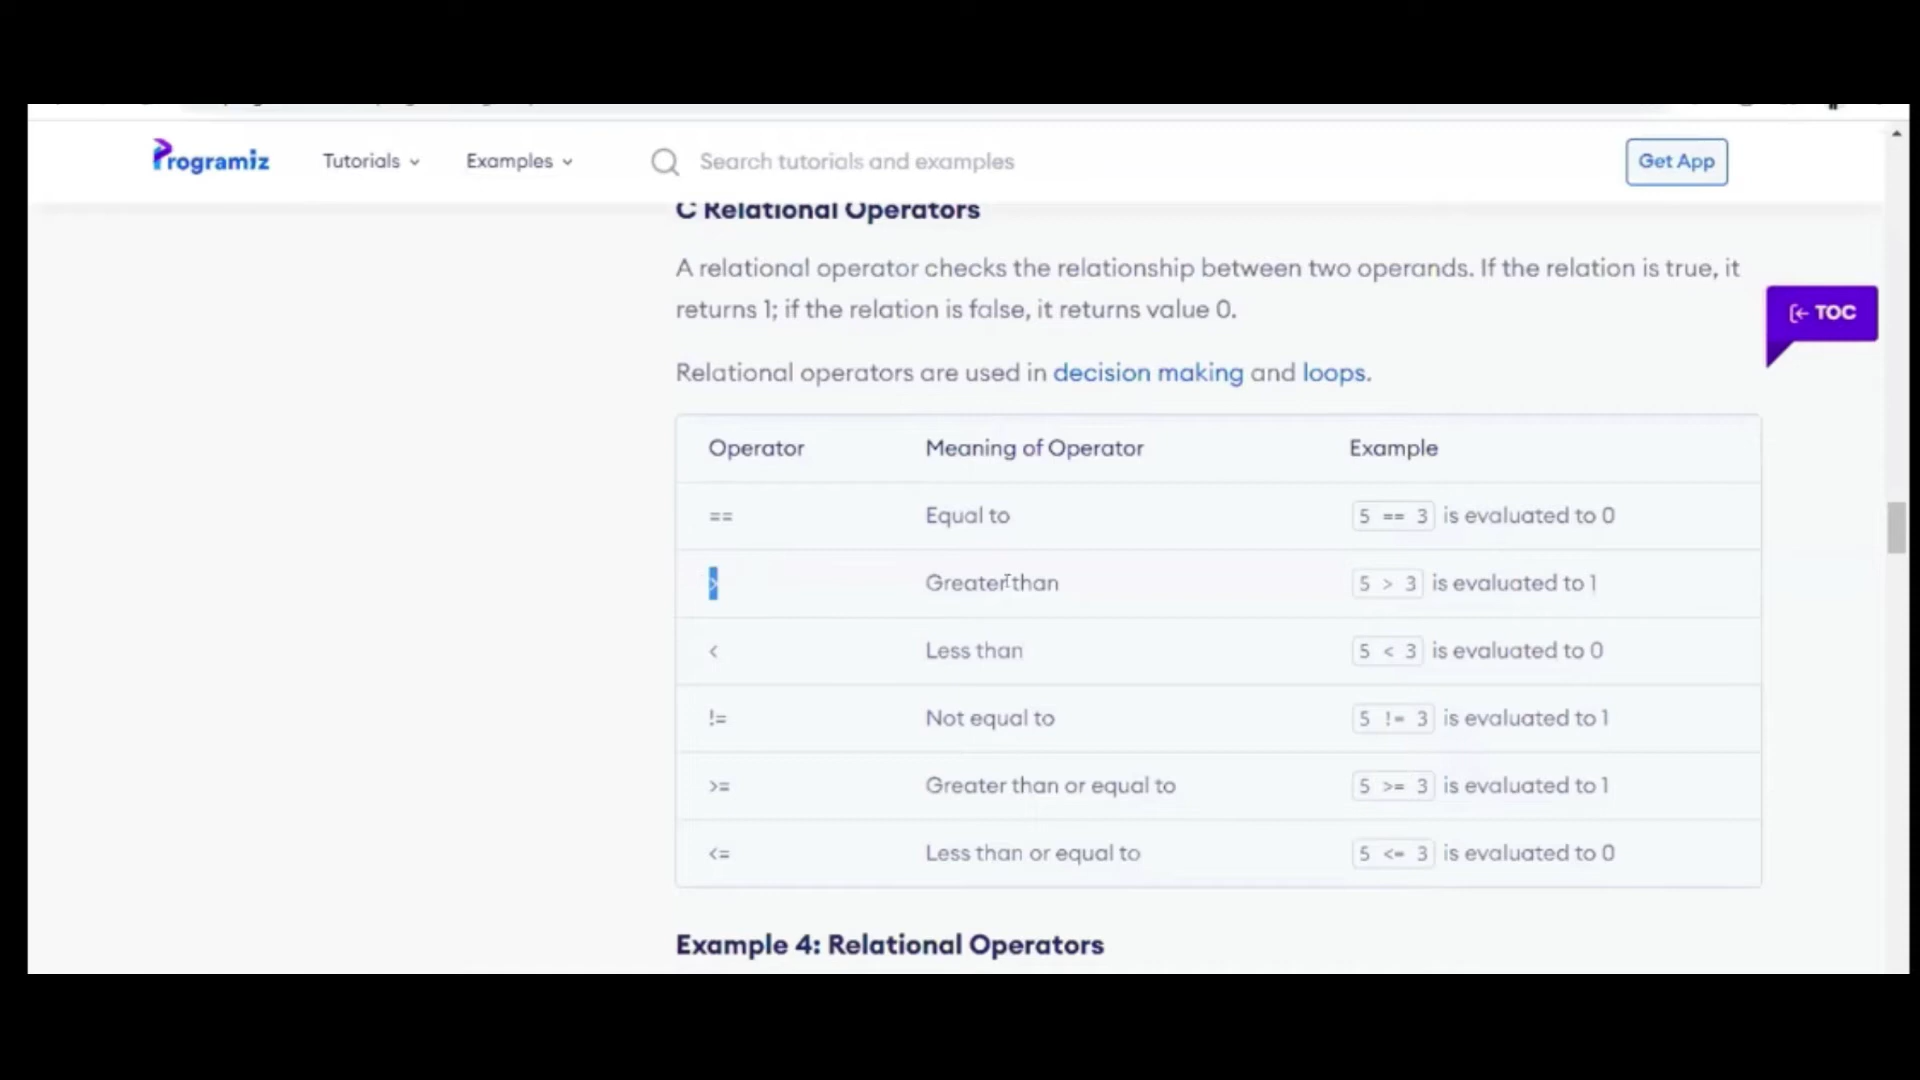 Programiz
Tutorials
Examples
Search tutorials and examples
Get App
C Relational Operators
A relational operator checks the relationship between two operands. If the relation is true, it
returns 1; if the relation is false, it returns value 0.
TOC
Relational operators are used in decision making and loops.
Operator Meaning of Operator Example
== Equal to 5 == 3 is evaluated to 0
> Greater than 5 > 3 is evaluated to 1
< Less than 5 < 3 is evaluated to 0
!= Not equal to 5 != 3 is evaluated to 1
>= Greater than or equal to 5 >= 3 is evaluated to 1
<= Less than or equal to 5 <= 3 is evaluated to 0
Example 4: Relational Operators